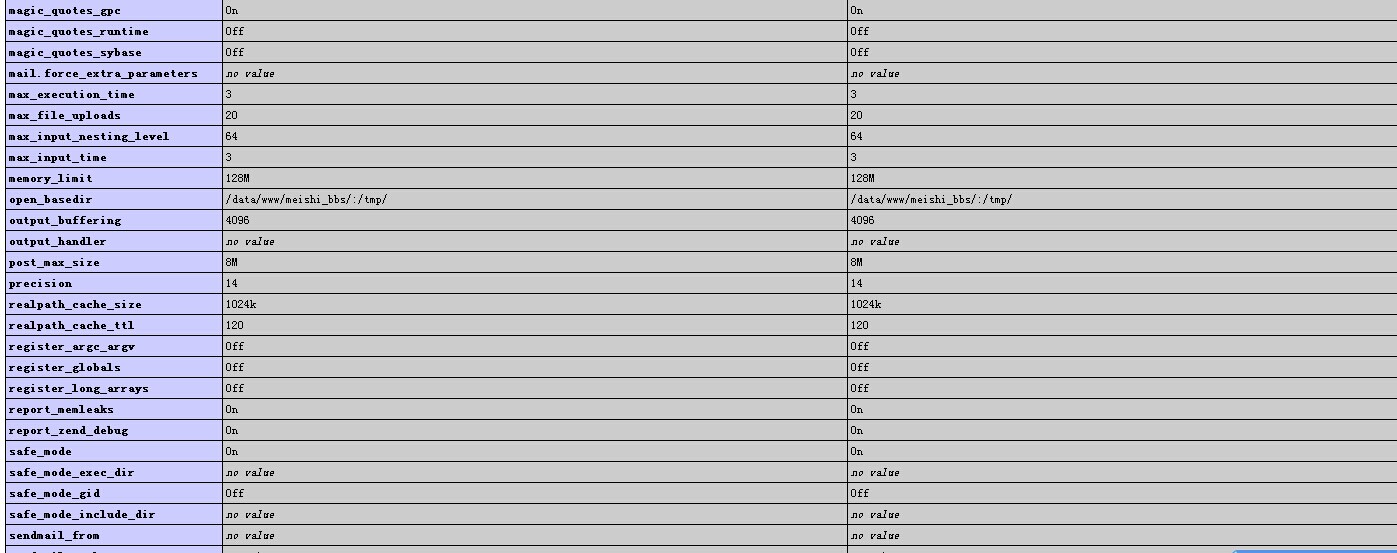 magic_quotes_gpc On On
magic_quotes_runtime Off Off
magic_quotes_sybase Off Off
mail.force_extra_parameters no value no value
max_execution_time 3 3
max_file_uploads 20 20
max_input_nesting_level 64 64
max_input_time 3 3
memory_limit 128M 128M
open_basedir /data/www/meishi_bbs/:/tmp/ /data/www/meishi_bbs/:/tmp/
output_buffering 4096 4096
output_handler no value no value
post_max_size 8M 8M
precision 14 14
realpath_cache_size 1024k 1024k
realpath_cache_ttl 120 120
register_argc_argv Off Off
register_globals Off Off
register_long_arrays Off Off
report_memleaks On On
report_zend_debug On On
safe_mode On On
safe_mode_exec_dir no value no value
safe_mode_gid Off Off
safe_mode_include_dir no value no value
sendmail_from no value no value